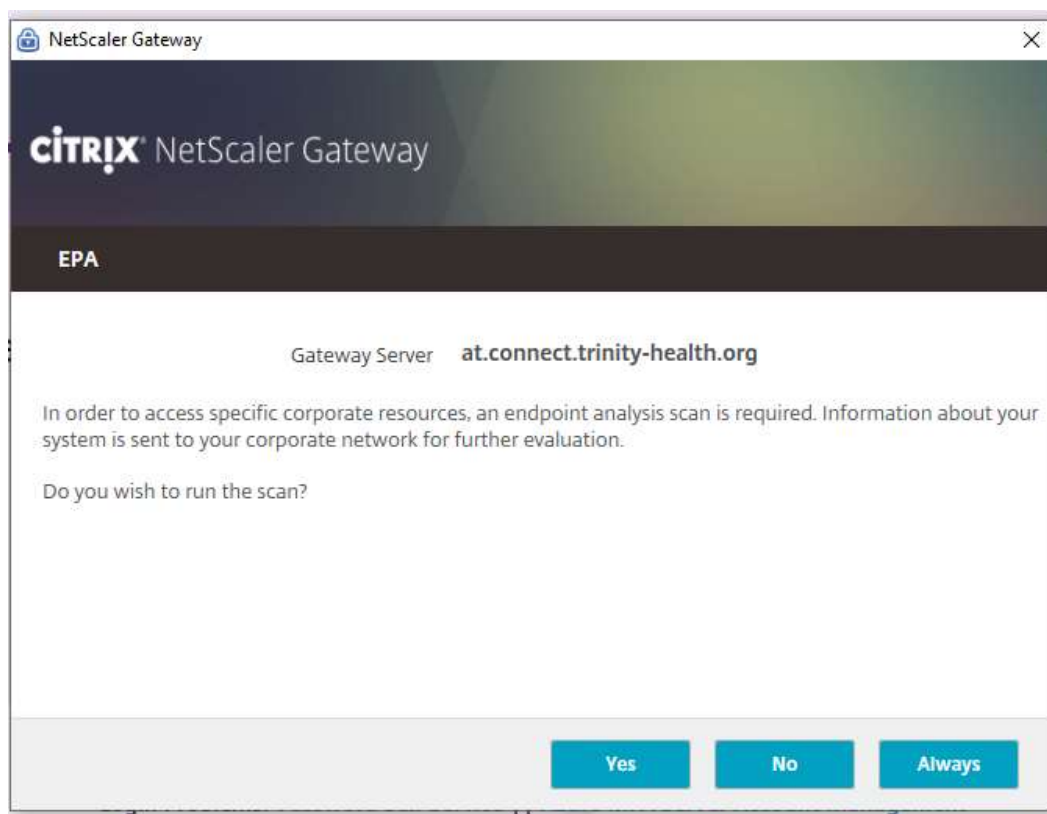 NetScaler Gateway
CİTRİX NetScaler Gateway
EPA
Gateway Server at.connect.trinity-health.org
In order to access specific corporate resources, an endpoint analysis scan is required. Information about your
system is sent to your corporate network for further evaluation.
Do you wish to run the scan?
Yes No Always